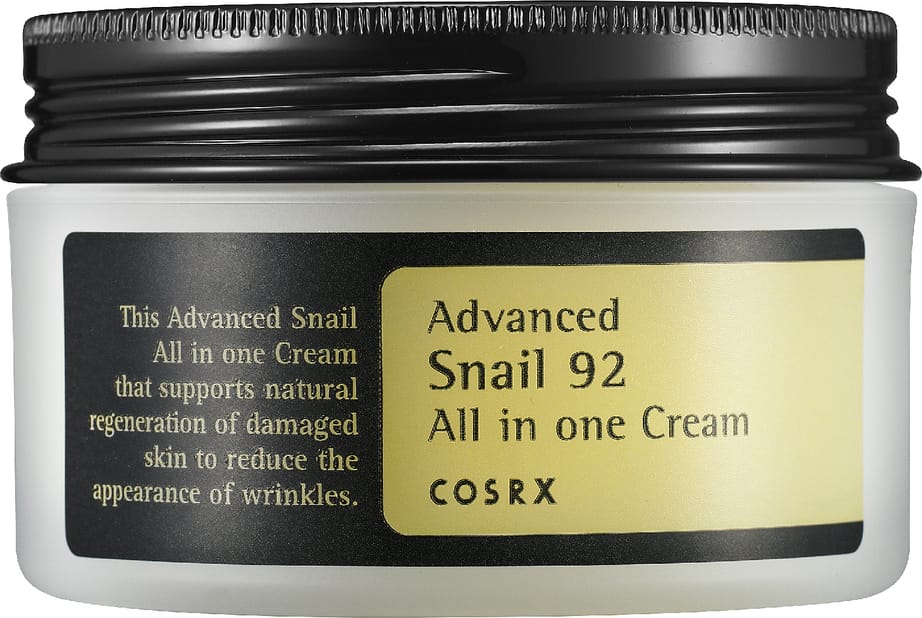 This Advanced Snail
All in one Cream
that supports natural
regeneration of damaged
skin to reduce the
appearance of wrinkles.
Advanced
Snail 92
All in one Cream
COSRX